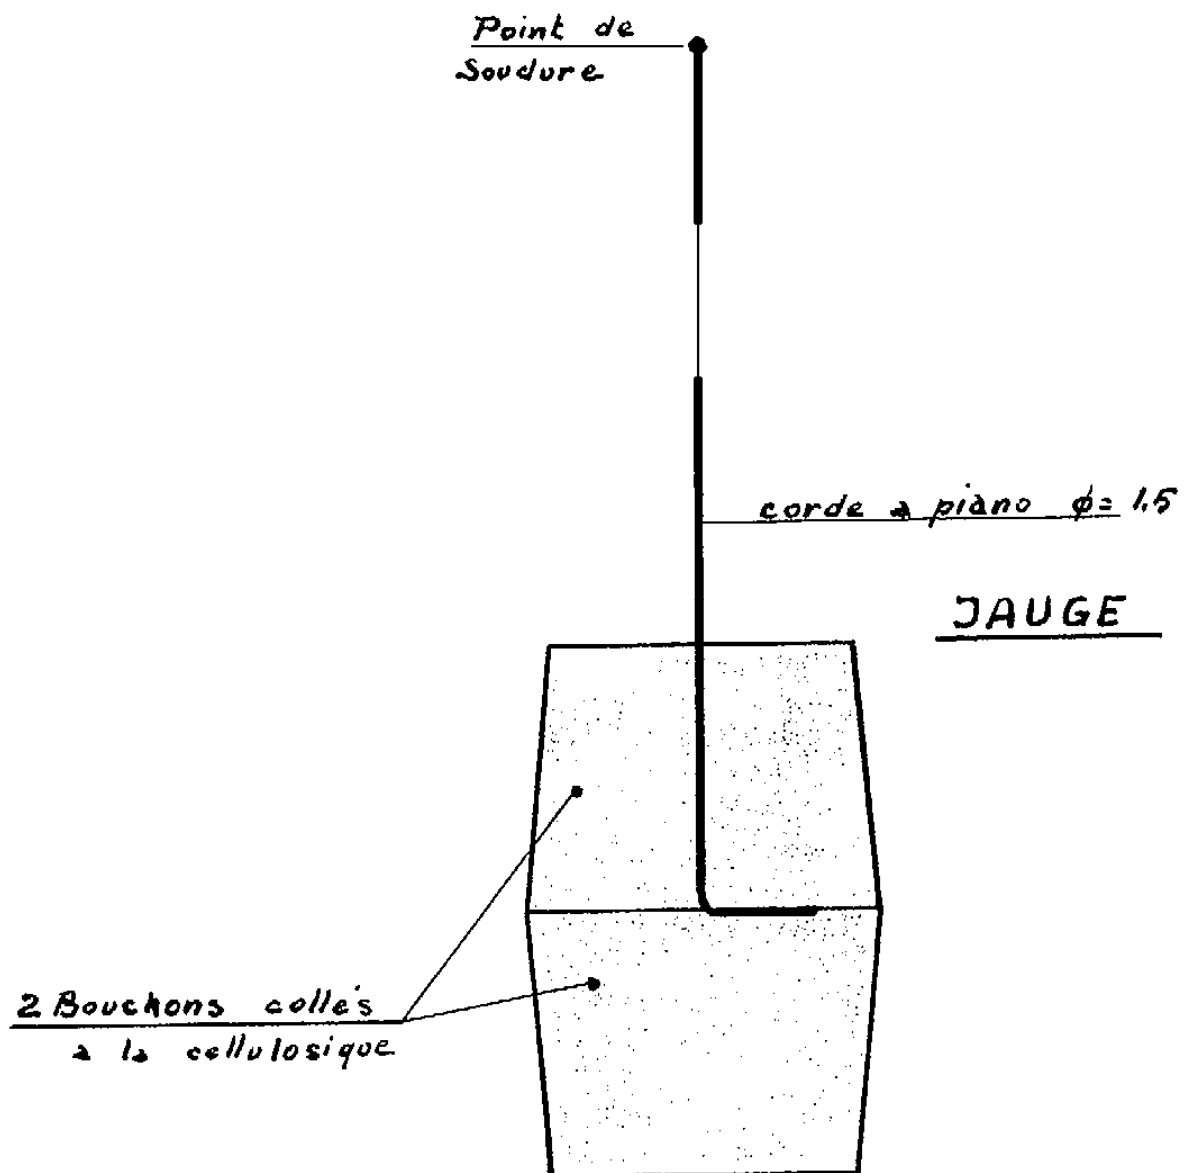 Point de
Soudure
corde a piano ϕ= 1.5
JAUGE
2 Bouchons collés
a la cellulosique